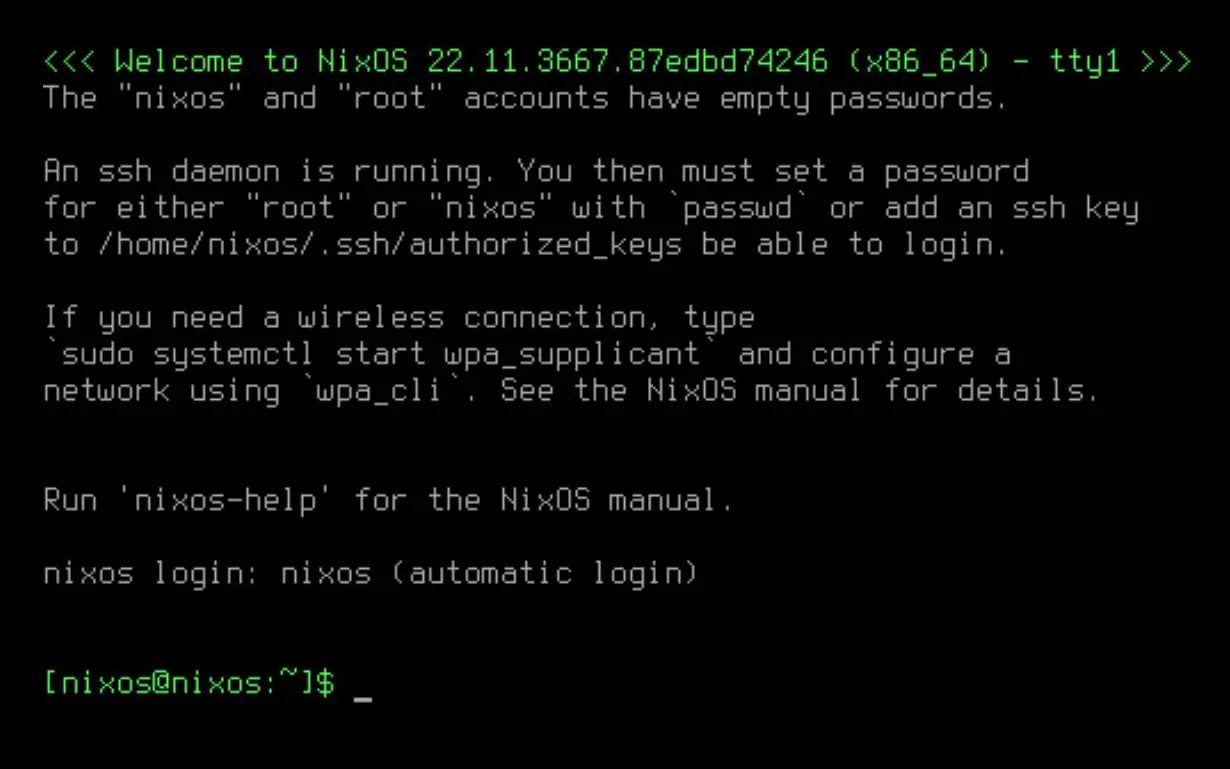 <<< Welcome to NixOS 22.11.3667.87edbd74246 (x86_64) - tty1 >>>
The "nixos" and "root" accounts have empty passwords.
An ssh daemon is running. You then must set a password
for either "root" or "nixos" with `passwd` or add an ssh key
to /home/nixos/.ssh/authorized_keys be able to login.
If you need a wireless connection, type
`sudo systemctl start wpa_supplicant` and configure a
network using `wpa_cli`. See the NixOS manual for details.
Run 'nixos-help' for the NixOS manual.
nixos login: nixos (automatic login)
[nixos@nixos:~]$ _